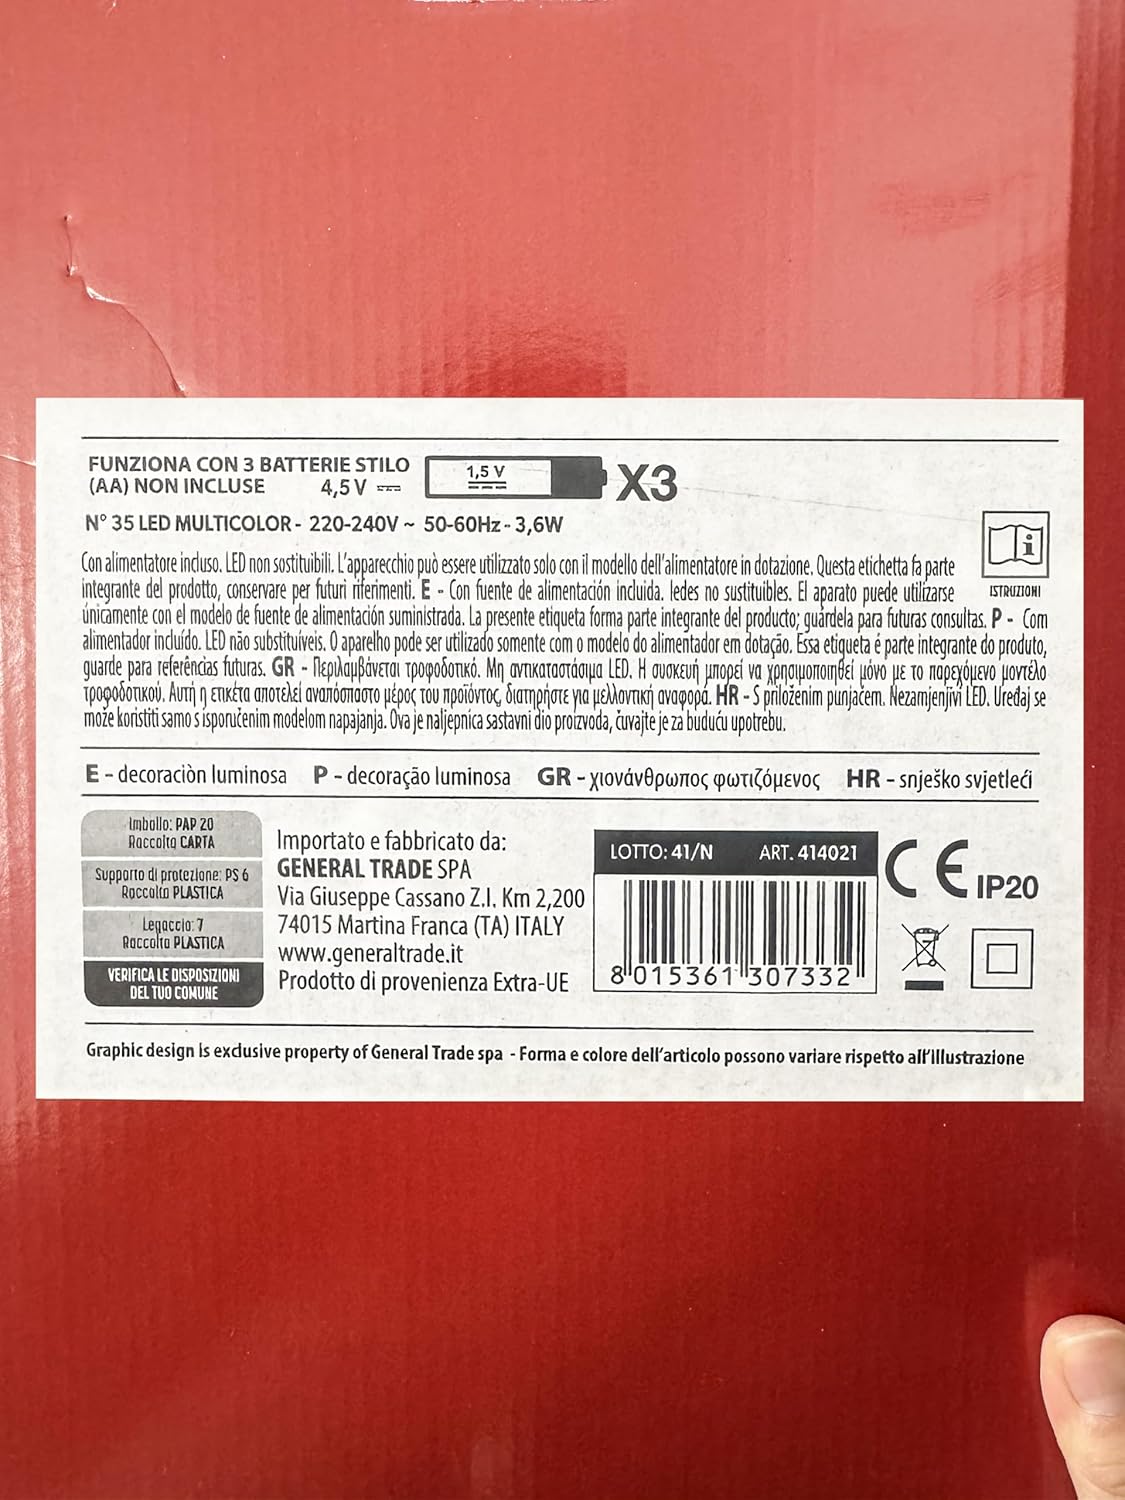 FUNZIONA CON 3 BATTERIE STILO
(AA) NON INCLUSE 4,5 V
1,5 V
X3
N° 35 LED MULTICOLOR - 220-240V ~ 50-60Hz - 3,6W
Con alimentatore incluso. LED non sostituibili. L'apparecchio può essere utilizzato solo con il modello dell'alimentatore in dotazione. Questa etichetta fa parte
integrante del prodotto, conservare per futuri riferimenti. E - Con fuente de alimentación incluida. ledes no sustituibles. El aparato puede utilizarse
ISTRUZIONI
únicamente con el modelo de fuente de alimentación suministrada. La presente etiqueta forma parte integrante del producto; guárdela para futuras consultas. P - Com
alimentador incluído. LED não substituíveis. O aparelho pode ser utilizado somente com o modelo do alimentador em dotação. Essa etiqueta é parte integrante do produto,
guarde para referências futuras. GR - Περιλαμβάνεται τροφοδοτικό. Μη αντικαταστάσιμα LED. Η συσκευή μπορεί να χρησιμοποιηθεί μόνο με το παρεχόμενο μοντέλο
τροφοδοτικού. Αυτή η ετικέτα αποτελεί αναπόσπαστο μέρος του προϊόντος, διατηρήστε για μελλοντική αναφορά. HR - S priloženim punjačem. Nezamjenjivi LED. Uređaj se
može koristiti samo s isporučenim modelom napajanja. Ova je naljepnica sastavni dio proizvoda, čuvajte je za buduću upotrebu.
E - decoraciòn luminosa P - decoração luminosa GR - χιονάνθρωπος φωτιζόμενος HR - snješko svjetleći
Imballo: PAP 20
Raccolta CARTA
Supporto di protezione: PS 6
Raccolta PLASTICA
Legaccio: 7
Raccolta PLASTICA
VERIFICA LE DISPOSIZIONI
DEL TUO COMUNE
Importato e fabbricato da:
GENERAL TRADE SPA
Via Giuseppe Cassano Z.I. Km 2,200
74015 Martina Franca (TA) ITALY
www.generaltrade.it
Prodotto di provenienza Extra-UE
LOTTO: 41/N ART. 414021
8 015361 307332
CE IP20
Graphic design is exclusive property of General Trade spa - Forma e colore dell'articolo possono variare rispetto all'illustrazione